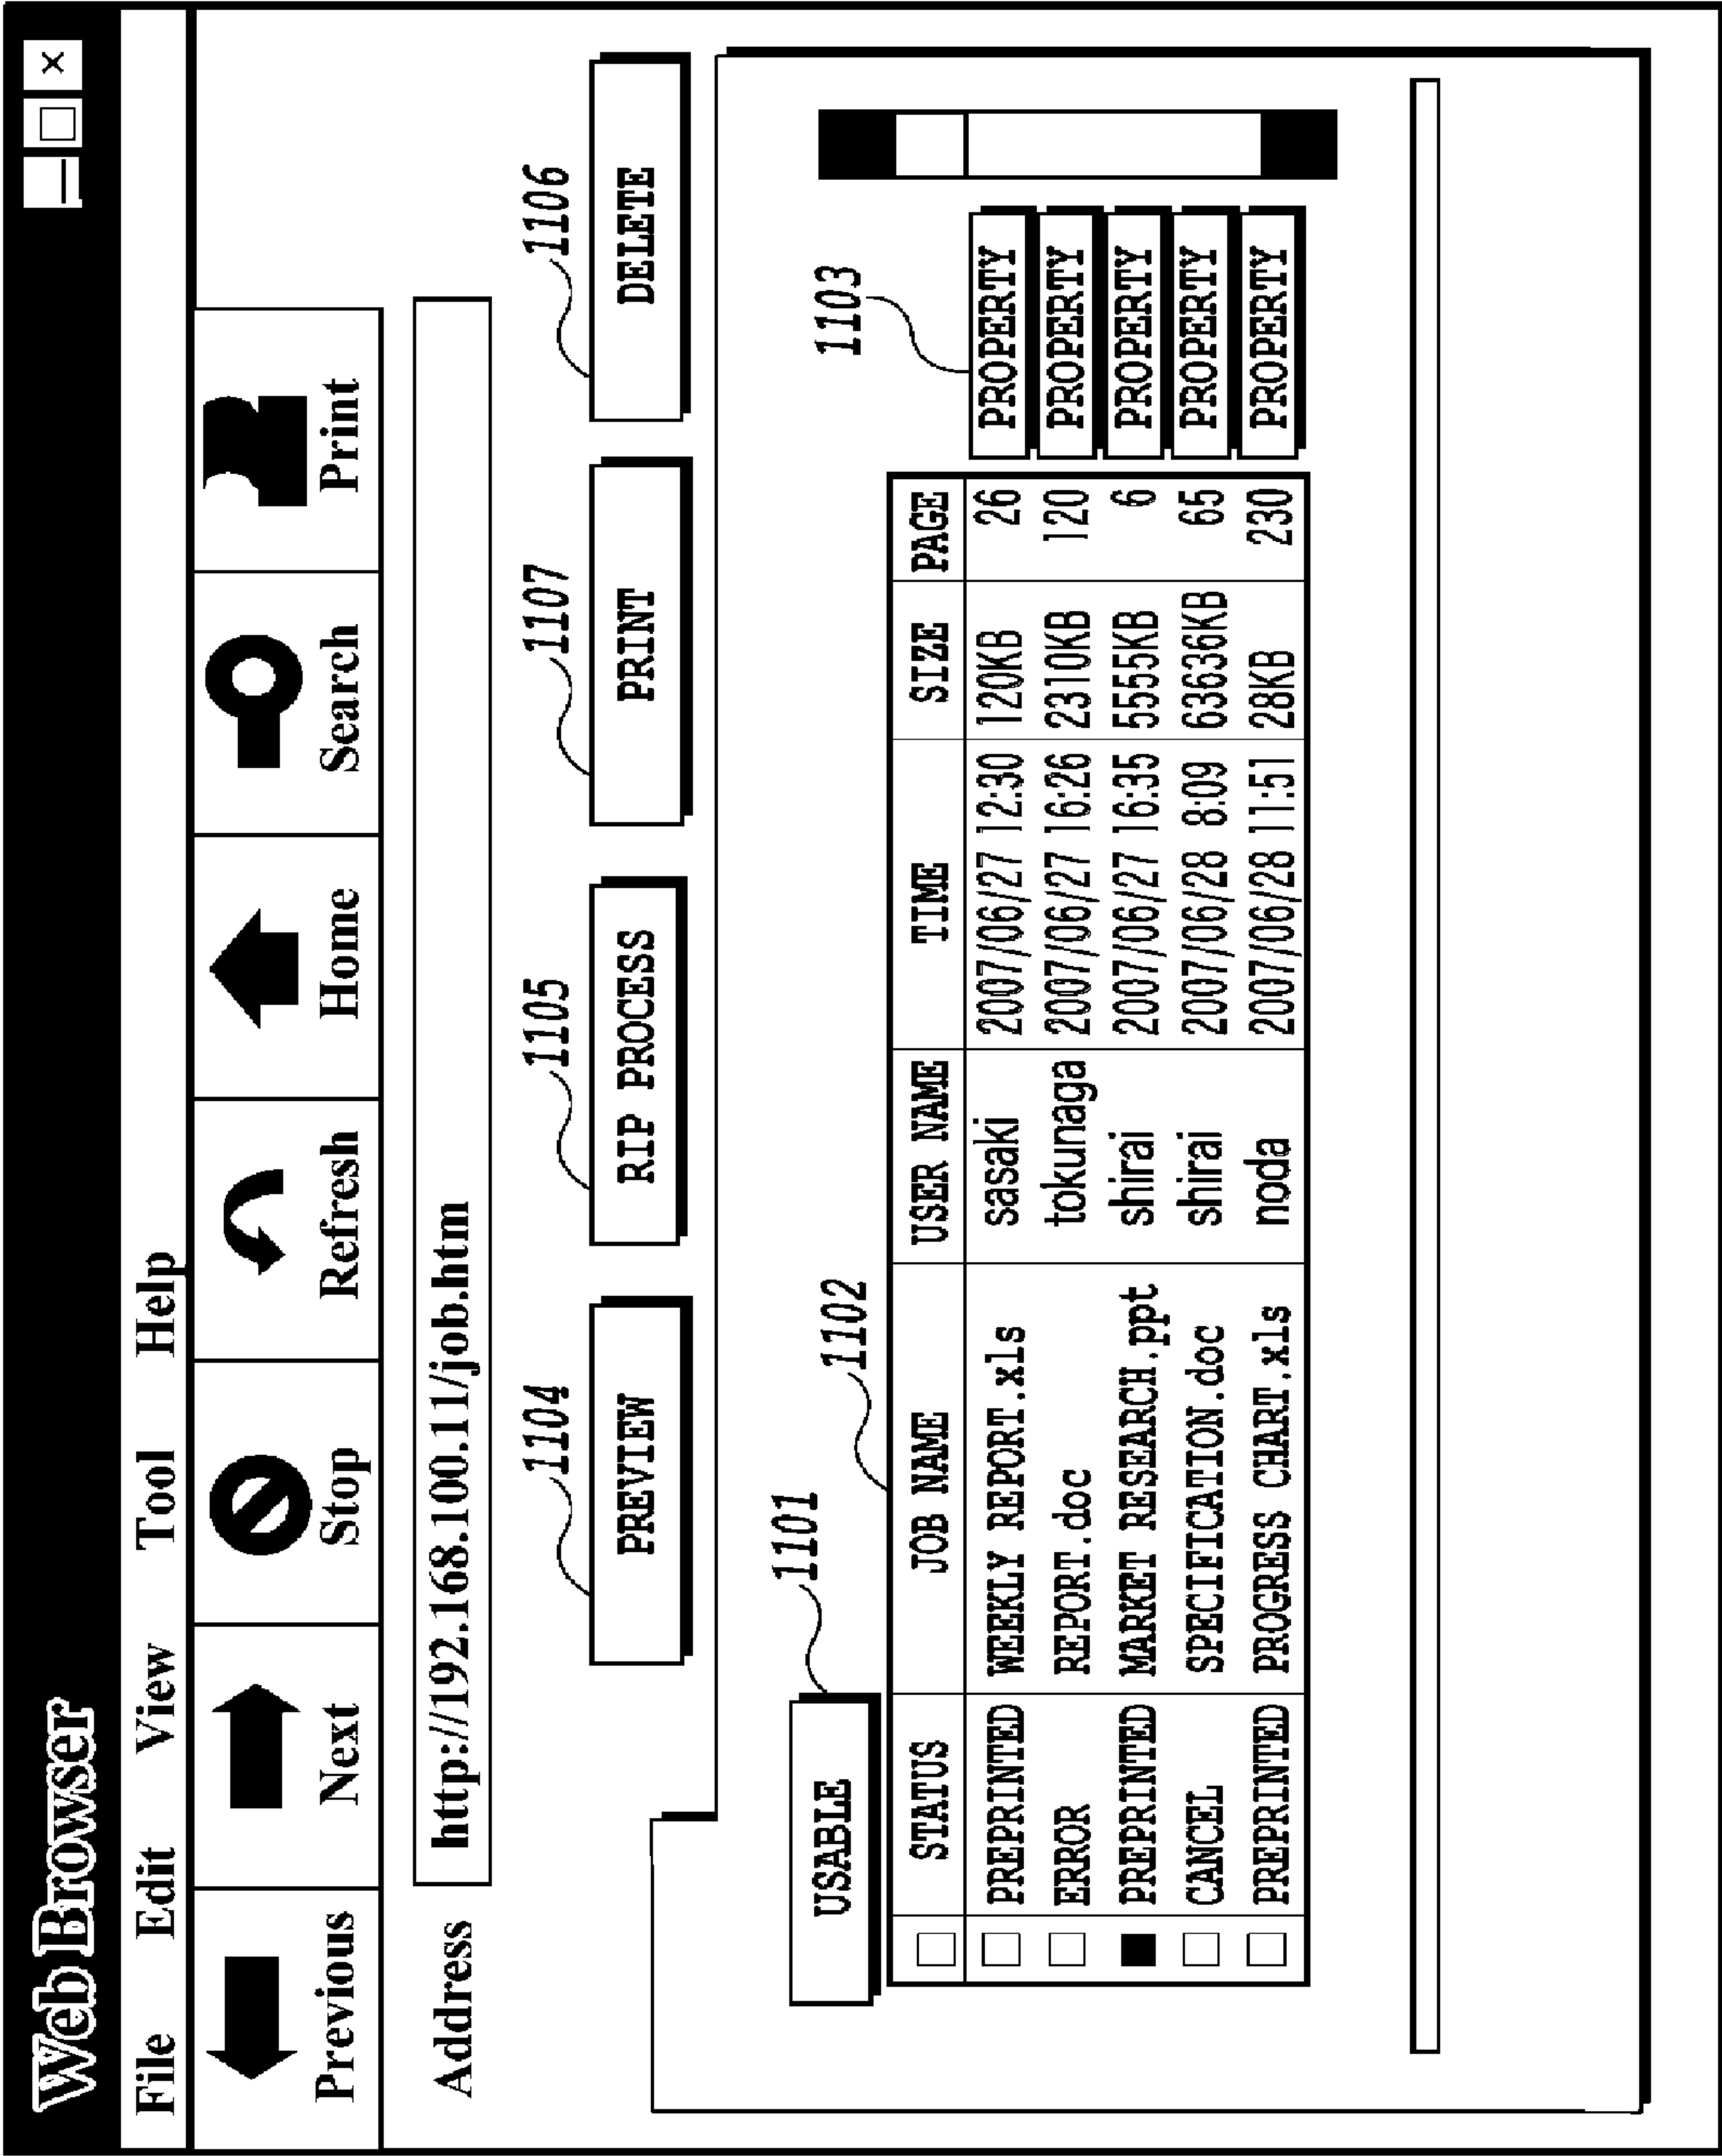 Web Browser
File Edit View Tool Help
Previous Next Stop Refresh Home Search Print
Address http://192.168.100.11/job.htm
1104 1105 1107 1106
PREVIEW RIP PROCESS PRINT DELETE
1101 1102 1103
USABLE
STATUS JOB NAME USER NAME TIME SIZE PAGE
PREPRINTED WEEKLY REPORT.xls sasaki 2007/06/27 12:30 120KB 26 PROPERTY
ERROR REPORT.doc tokunaga 2007/06/27 16:26 2310KB 120 PROPERTY
PREPRINTED MARKET RESEARCH.ppt shirai 2007/06/27 16:35 5555KB 6 PROPERTY
CANCEL SPECIFICATION.doc shirai 2007/06/28 8:09 63636KB 65 PROPERTY
PREPRINTED PROGRESS CHART.xls noda 2007/06/28 11:51 28KB 230 PROPERTY